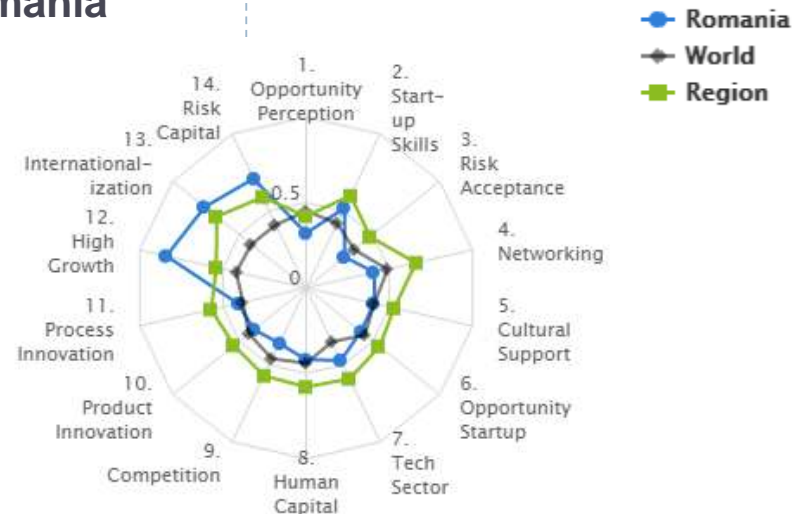 mania
Romania
World
Region
1.
Opportunity
Perception
2.
Start-
up
Skills
3.
Risk
Acceptance
4.
Networking
5.
Cultural
Support
6.
Opportunity
Startup
7.
Tech
Sector
8.
Human
Capital
9.
Competition
10.
Product
Innovation
11.
Process
Innovation
12.
High
Growth
13.
International-
ization
14.
Risk
Capital
0.5
0